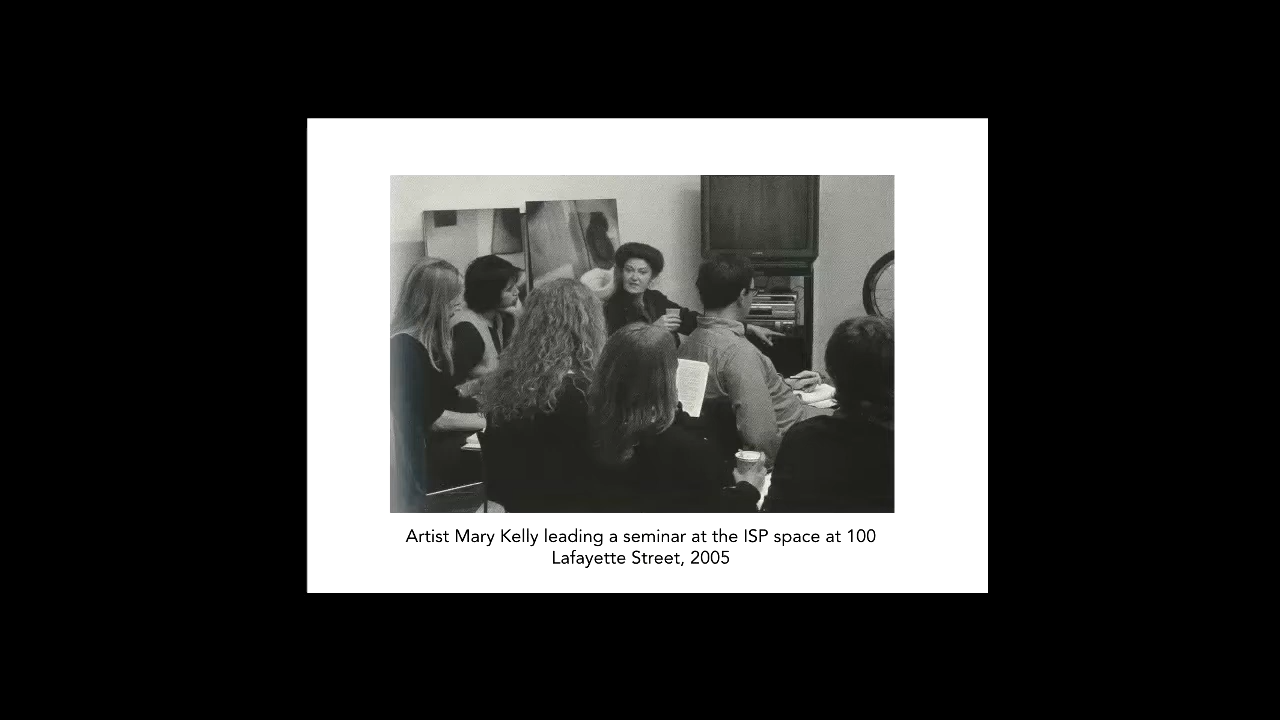 Artist Mary Kelly leading a seminar at the ISP space at 100
Lafayette Street, 2005